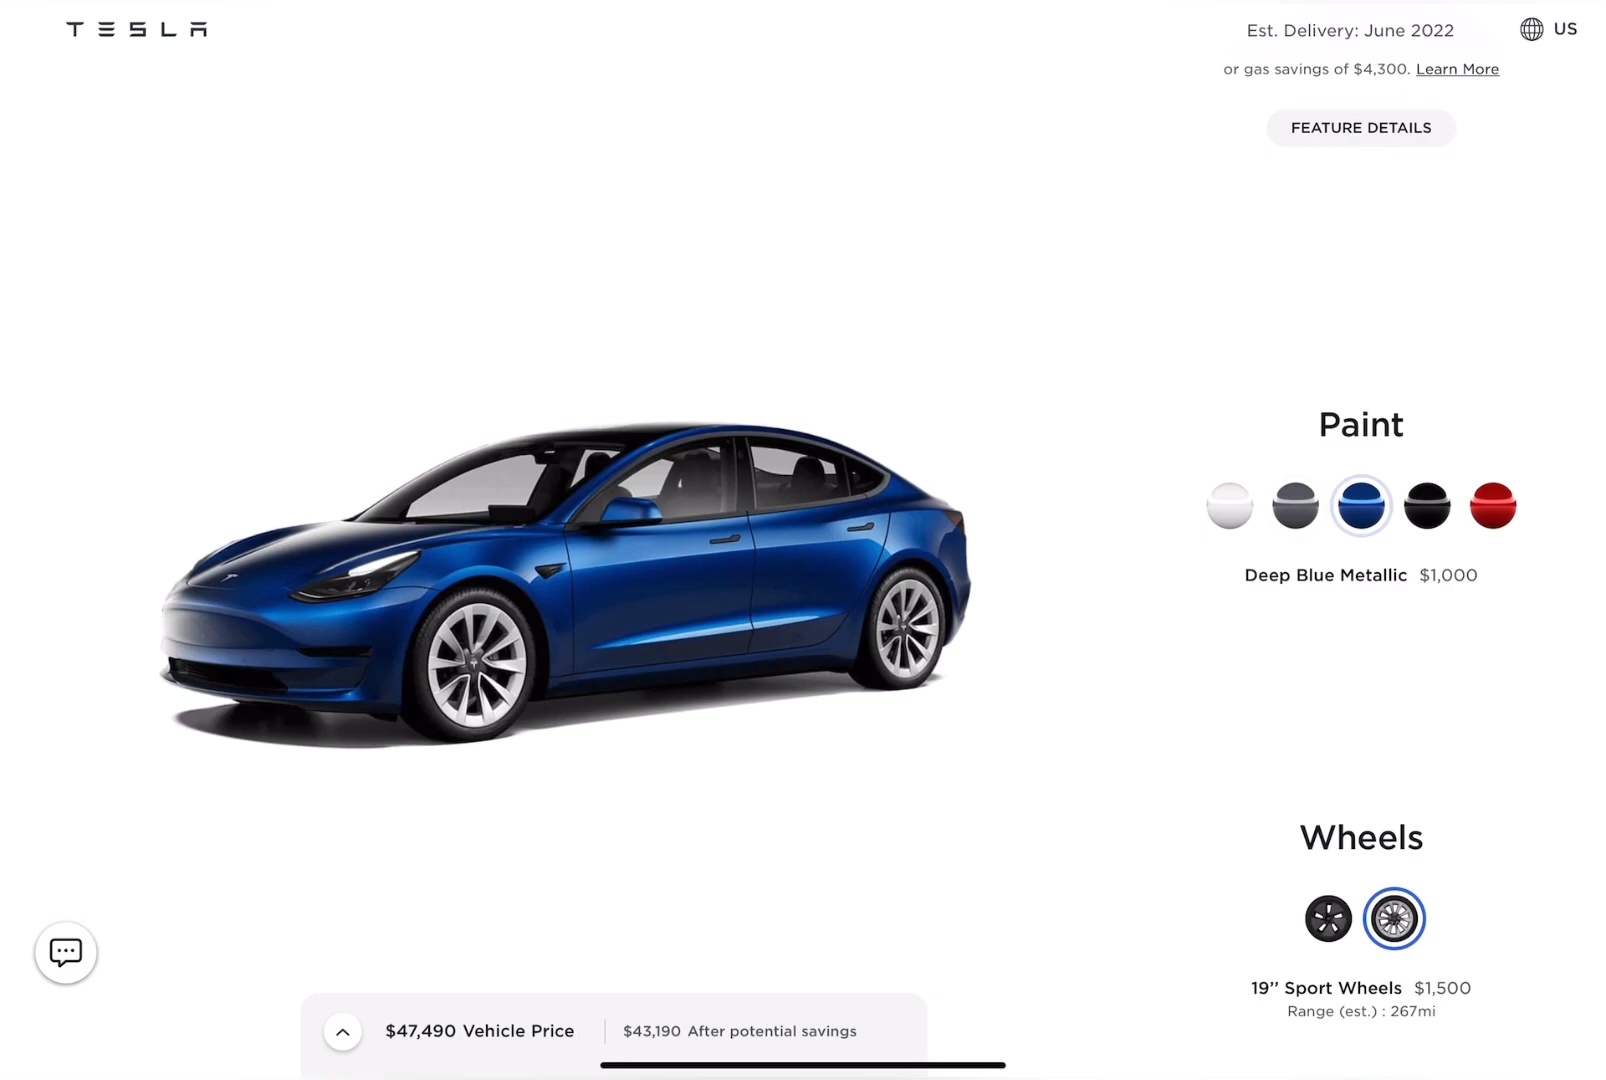 TESLA
Est. Delivery: June 2022
US
or gas savings of $4,300. Learn More
FEATURE DETAILS
Paint
Deep Blue Metallic $1,000
Wheels
19’’ Sport Wheels $1,500
Range (est.) : 267mi
$47,490 Vehicle Price
$43,190 After potential savings